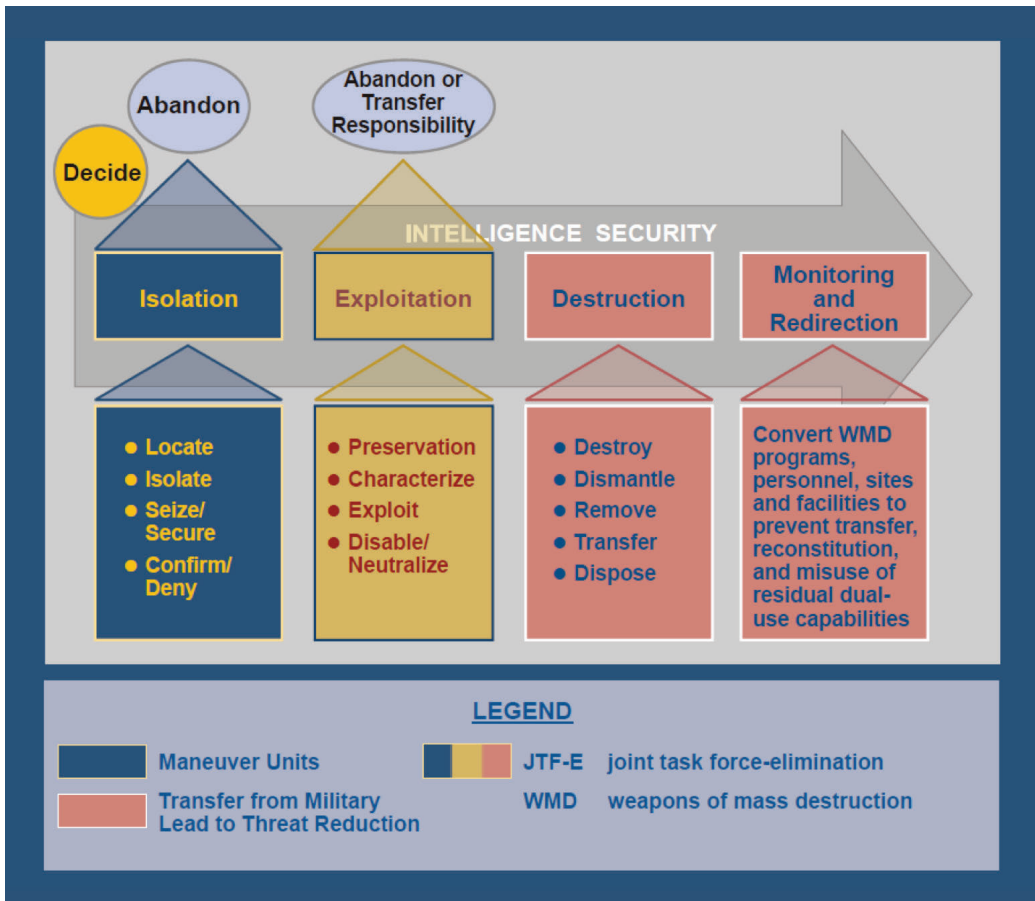 Abandon
Abandon or
Transfer
Responsibility
Decide
INTELLIGENCE SECURITY
Isolation
Exploitation
Destruction
Monitoring
and
Redirection
● Locate
● Isolate
● Seize/
Secure
● Confirm/
Deny
● Preservation
● Characterize
● Exploit
● Disable/
Neutralize
● Destroy
● Dismantle
● Remove
● Transfer
● Dispose
Convert WMD
programs,
personnel, sites
and facilities to
prevent transfer,
reconstitution,
and misuse of
residual dual-
use capabilities
LEGEND
Maneuver Units
Transfer from Military
Lead to Threat Reduction
JTF-E joint task force-elimination
WMD weapons of mass destruction